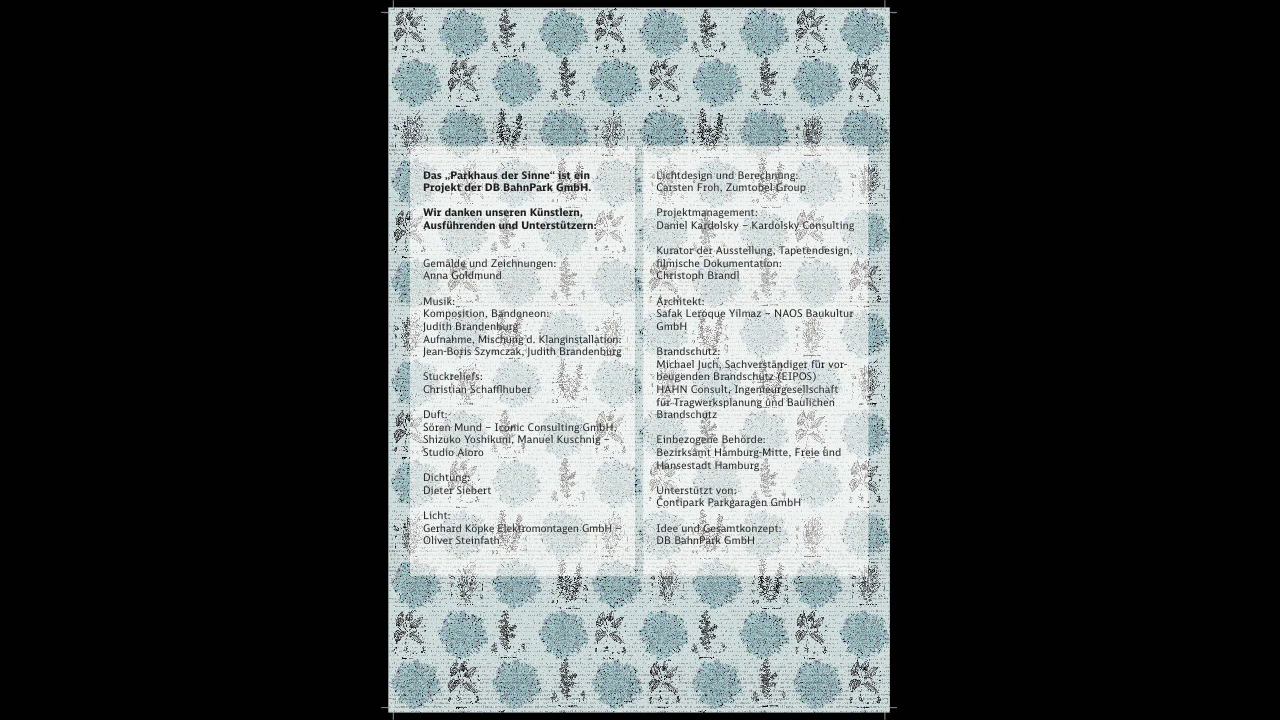 Das „Parkhaus der Sinne“ ist ein
Projekt der DB BahnPark GmbH.
Wir danken unseren Künstlern,
Ausführenden und Unterstützern:
Gemälde und Zeichnungen:
Anna Goldmund
Musik:
Komposition, Bandoneon:
Judith Brandenburg
Aufnahme, Mischung d. Klanginstallation:
Jean-Boris Szymczak, Judith Brandenburg
Stuckreliefs:
Christian Schafflhuber
Duft:
Sören Mund – Iconic Consulting GmbH,
Shizuko Yoshikuni, Manuel Kuschnig –
Studio Aioro
Dichtung:
Dieter Siebert
Licht:
Gerhard Köpke Elektromontagen GmbH –
Oliver Steinfath
Lichtdesign und Berechnung:
Carsten Froh, Zumtobel Group
Projektmanagement:
Daniel Kardolsky – Kardolsky Consulting
Kurator der Ausstellung, Tapetendesign,
filmische Dokumentation:
Christoph Brandl
Architekt:
Safak Leroque Yilmaz – NAOS Baukultur
GmbH
Brandschutz:
Michael Juch, Sachverständiger für vor-
beugenden Brandschutz (EIPOS)
HAHN Consult, Ingenieurgesellschaft
für Tragwerksplanung und Baulichen
Brandschutz
Einbezogene Behörde:
Bezirksamt Hamburg-Mitte, Freie und
Hansestadt Hamburg
Unterstützt von:
Contipark Parkgaragen GmbH
Idee und Gesamtkonzept:
DB BahnPark GmbH